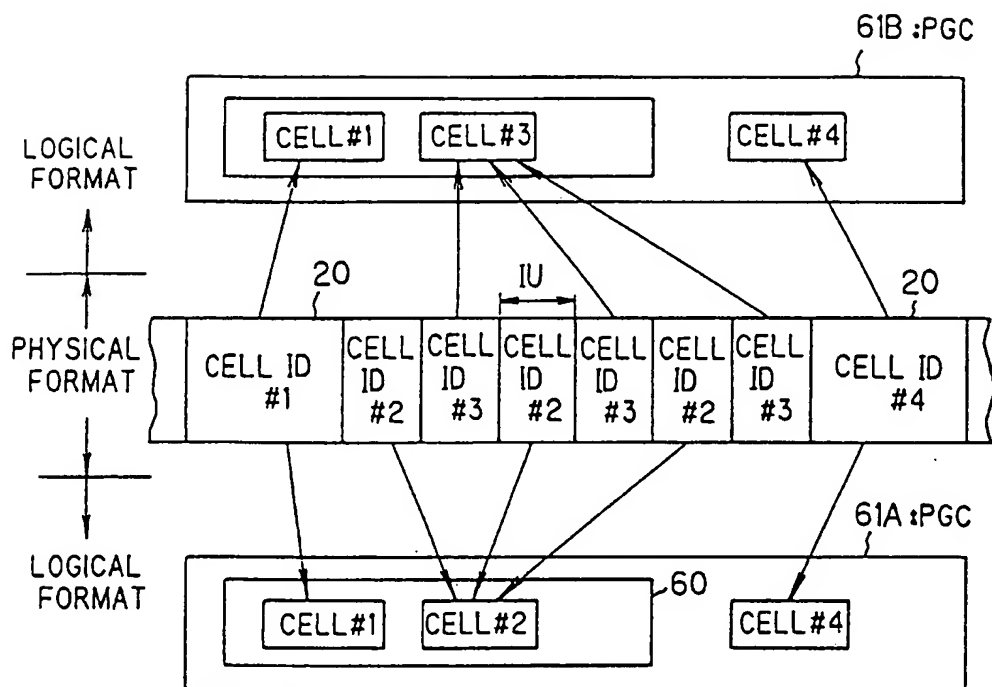 61B :PGC
CELL#1 CELL#3 CELL#4
LOGICAL
FORMAT
20 IU 20
PHYSICAL
FORMAT
CELL ID
#1
CELL
ID
#2
CELL
ID
#3
CELL
ID
#2
CELL
ID
#3
CELL
ID
#2
CELL
ID
#3
CELL ID
#4
61A :PGC
LOGICAL
FORMAT
60
CELL#1 CELL#2 CELL#4